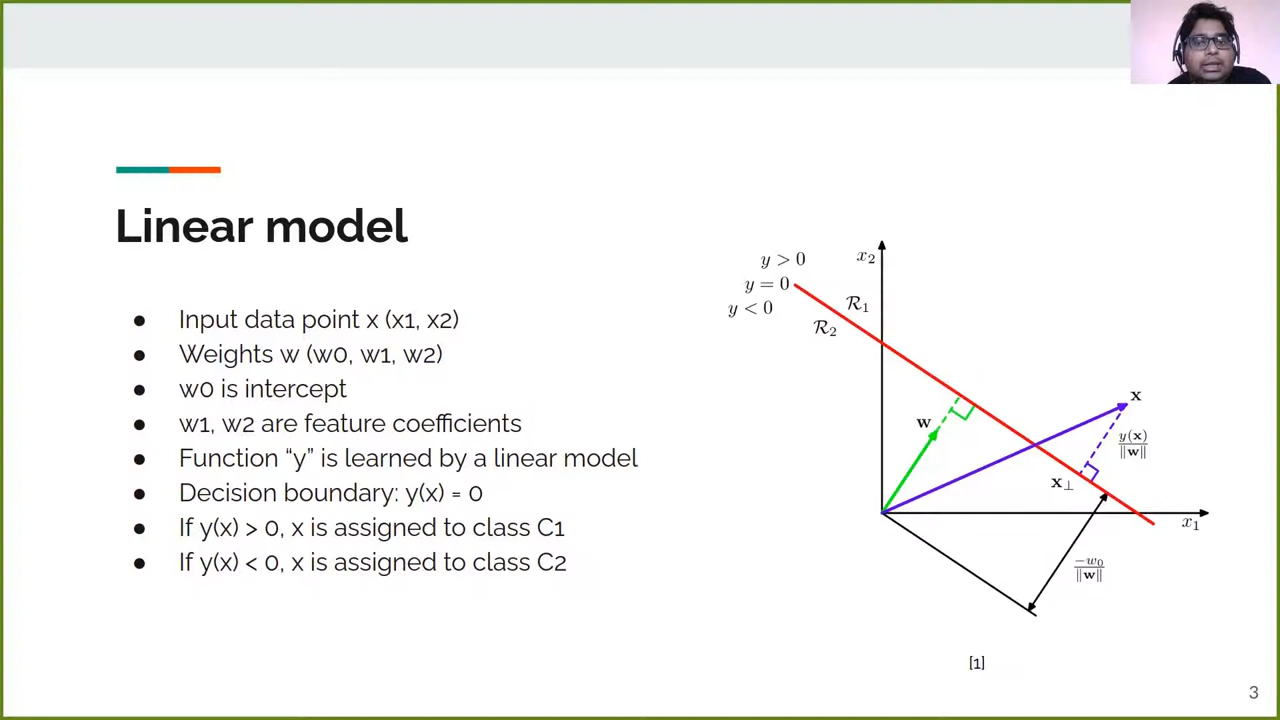 Linear model
● Input data point x (x1, x2)
● Weights w (w0, w1, w2)
● w0 is intercept
● w1, w2 are feature coefficients
● Function “y” is learned by a linear model
● Decision boundary: y(x) = 0
● If y(x) > 0, x is assigned to class C1
● If y(x) < 0, x is assigned to class C2
y > 0
y = 0
y < 0
x₂
R₁
R₂
w
x
y(x)
‖w‖
x⊥
x₁
−w₀
‖w‖
[1]
3